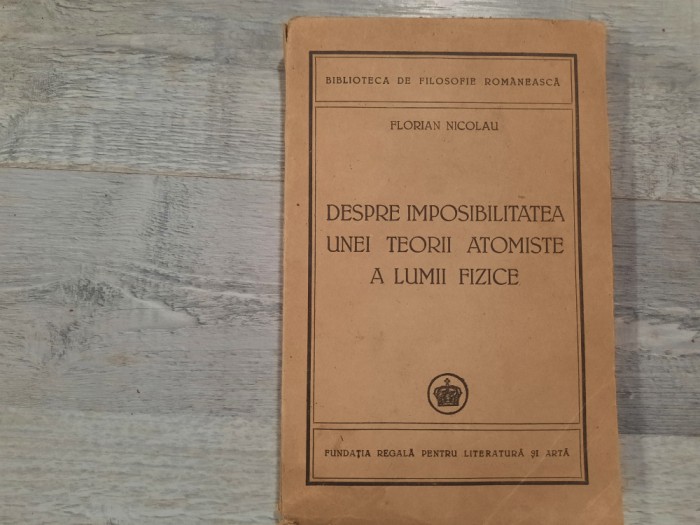 BIBLIOTECA DE FILOSOFIE ROMÂNEASCĂ
FLORIAN NICOLAU
DESPRE IMPOSIBILITATEA
UNEI TEORII ATOMISTE
A LUMII FIZICE
FUNDAȚIA REGALĂ PENTRU LITERATURĂ ȘI ARTĂ